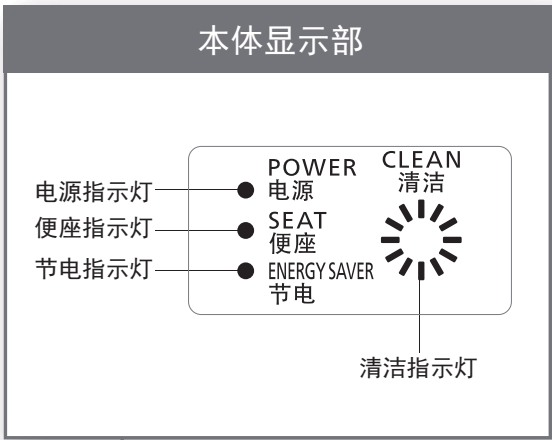 本体显示部
电源指示灯
POWER
电源
便座指示灯
SEAT
便座
节电指示灯
ENERGY SAVER
节电
CLEAN
清洁
清洁指示灯